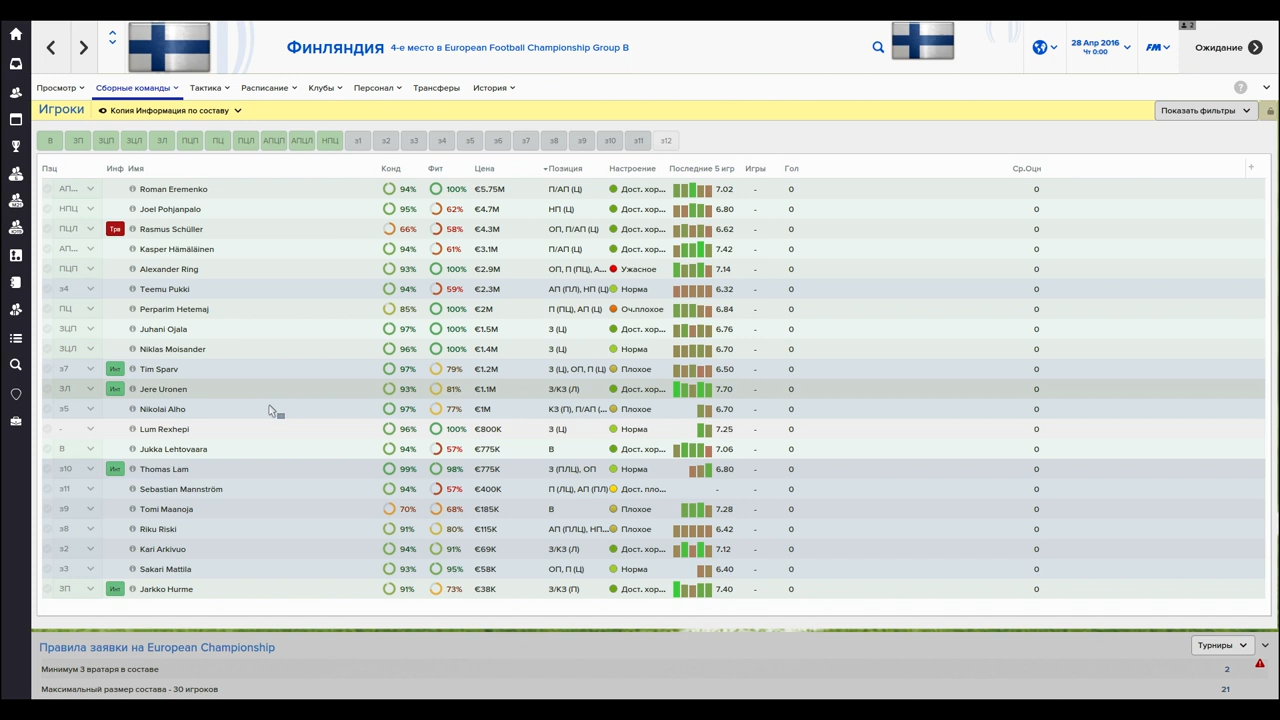 2
Финляндия 4-е место в European Football Championship Group B
28 Апр 2016
Чт 0:00
FM
Ожидание
Просмотр Сборные команды Тактика Расписание Клубы Персонал Трансферы История
Игроки Копия Информация по составу Показать фильтры
В ЗП ЗЦП ЗЦЛ ЗЛ ПЦП ПЦ ПЦЛ АПЦП АПЦЛ НПЦ з1 з2 з3 з4 з5 з6 з7 з8 з9 з10 з11 з12
Пзц Инф Имя Конд Фит Цена Позиция Настроение Последние 5 игр Игры Гол Ср.Оцн
АП... Roman Eremenko 94% 100% €5.75M П/АП (Ц) Дост. хор... 7.02 - 0 0
НПЦ Joel Pohjanpalo 95% 62% €4.7M НП (Ц) Дост. хор... 6.80 - 0 0
ПЦЛ Трв Rasmus Schüller 66% 58% €4.3M ОП, П/АП (Ц) Дост. хор... 6.62 - 0 0
АП... Kasper Hämäläinen 94% 61% €3.1M П/АП (Ц) Дост. хор... 7.42 - 0 0
ПЦП Alexander Ring 93% 100% €2.9M ОП, П (ПЦ), А... Ужасное 7.14 - 0 0
з4 Teemu Pukki 94% 59% €2.3M АП (ПЛ), НП (Ц) Норма 6.32 - 0 0
ПЦ Perparim Hetemaj 85% 100% €2M П (ПЦ), АП (Ц) Оч.плохое 6.84 - 0 0
ЗЦП Juhani Ojala 97% 100% €1.5M З (Ц) Дост. хор... 6.76 - 0 0
ЗЦЛ Niklas Moisander 96% 100% €1.4M З (Ц) Норма 6.70 - 0 0
з7 Инт Tim Sparv 97% 79% €1.2M З (Ц), ОП, П (Ц) Плохое 6.50 - 0 0
ЗЛ Инт Jere Uronen 93% 81% €1.1M З/КЗ (Л) Дост. хор... 7.70 - 0 0
з5 Nikolai Alho 97% 77% €1M КЗ (П), П/АП (... Плохое 6.70 - 0 0
- Lum Rexhepi 96% 100% €800K З (Ц) Норма 7.25 - 0 0
В Jukka Lehtovaara 94% 57% €775K В Дост. хор... 7.06 - 0 0
з10 Инт Thomas Lam 99% 98% €775K З (ПЛЦ), ОП Норма 6.80 - 0 0
з11 Sebastian Mannström 94% 57% €400K П (ЛЦ), АП (ПЛ) Дост. пло... - - 0 0
з9 Tomi Maanoja 70% 68% €185K В Плохое 7.28 - 0 0
з8 Riku Riski 91% 80% €115K АП (ПЛЦ), НП... Плохое 6.42 - 0 0
з2 Kari Arkivuo 94% 91% €69K З/КЗ (Л) Дост. хор... 7.12 - 0 0
з3 Sakari Mattila 93% 95% €58K ОП, П (Ц) Норма 6.40 - 0 0
ЗП Инт Jarkko Hurme 91% 73% €38K З/КЗ (П) Дост. хор... 7.40 - 0 0
Правила заявки на European Championship Турниры
Минимум 3 вратаря в составе 2
Максимальный размер состава - 30 игроков 21